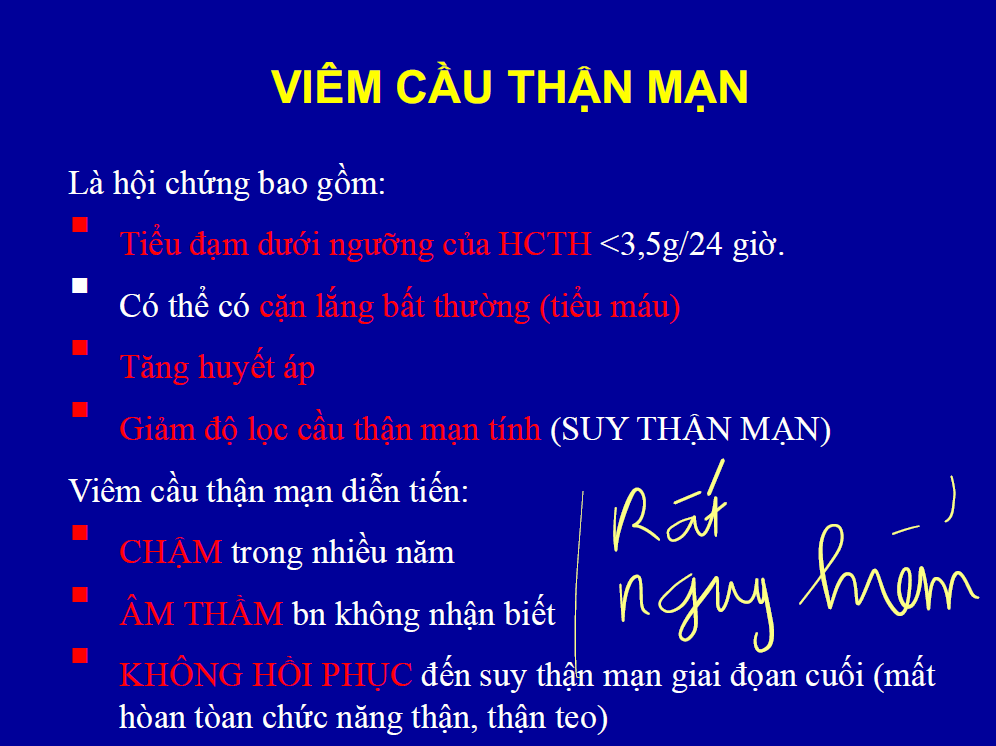 VIÊM CẦU THẬN MẠN
Là hội chứng bao gồm:
Tiểu đạm dưới ngưỡng của HCTH <3,5g/24 giờ.
Có thể có cặn lắng bất thường (tiểu máu)
Tăng huyết áp
Giảm độ lọc cầu thận mạn tính (SUY THẬN MẠN)
Viêm cầu thận mạn diễn tiến:
CHẬM trong nhiều năm
ÂM THẦM bn không nhận biết
KHÔNG HỒI PHỤC đến suy thận mạn giai đọan cuối (mất
hòan tòan chức năng thận, thận teo)
Rất
nguy hiểm